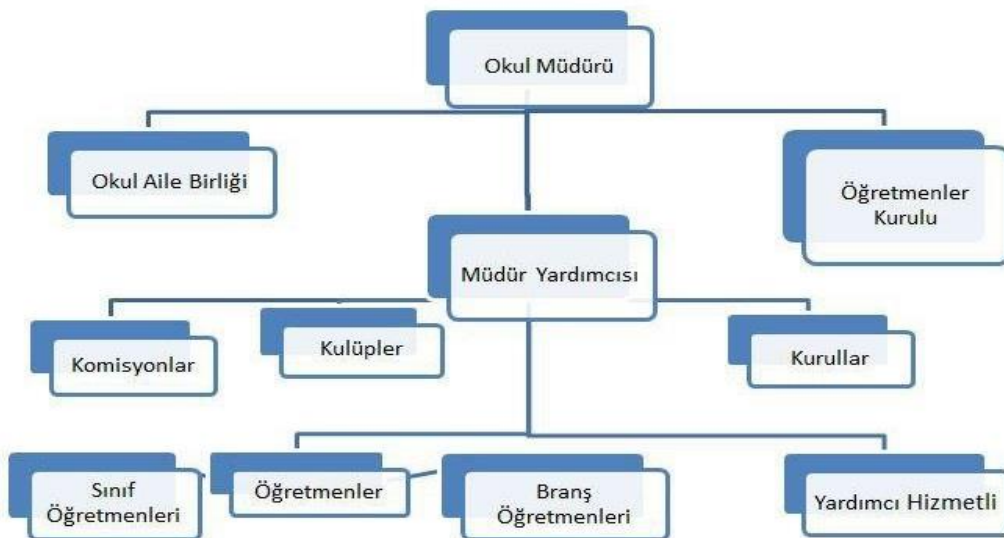 Okul Müdürü
Okul Aile Birliği
Öğretmenler
Kurulu
Müdür Yardımcısı
Komisyonlar
Kulüpler
Kurullar
Sınıf
Öğretmenleri
Öğretmenler
Branş
Öğretmenleri
Yardımcı Hizmetli